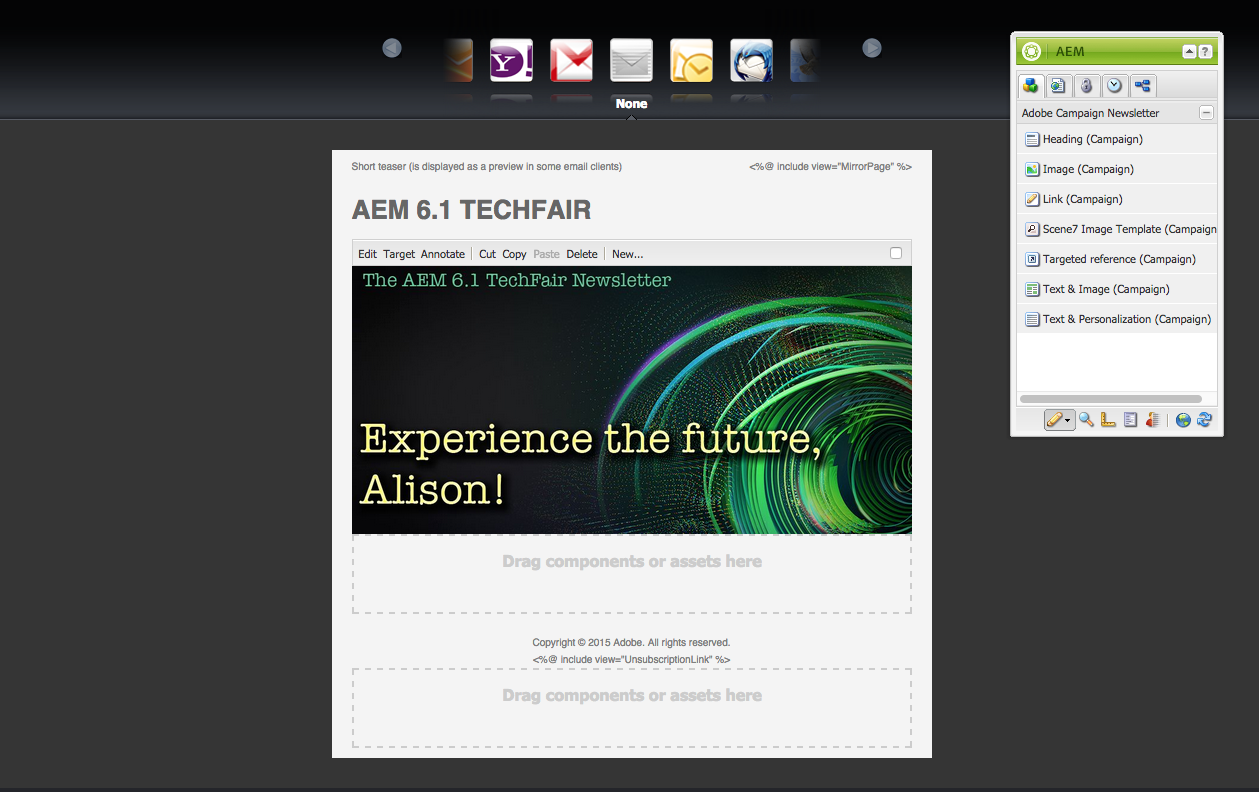 Y!
None
AEM
?
Adobe Campaign Newsletter
Heading (Campaign)
Image (Campaign)
Link (Campaign)
Scene7 Image Template (Campaign
Targeted reference (Campaign)
Text & Image (Campaign)
Text & Personalization (Campaign)
Short teaser (is displayed as a preview in some email clients)
<%@ include view="MirrorPage" %>
AEM 6.1 TECHFAIR
Edit Target Annotate Cut Copy Paste Delete New...
The AEM 6.1 TechFair Newsletter
Experience the future,
Alison!
Drag components or assets here
Copyright © 2015 Adobe. All rights reserved.
<%@ include view="UnsubscriptionLink" %>
Drag components or assets here